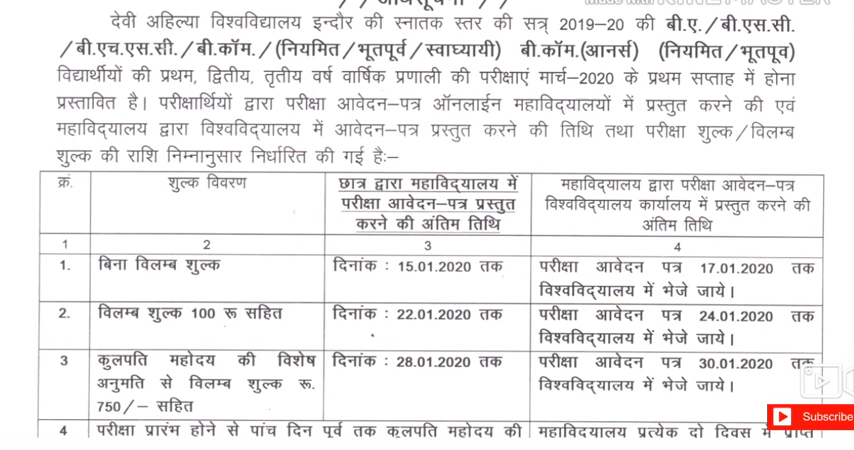 देवी अहिल्या विश्वविद्यालय इन्दौर की स्नातक स्तर की सत्र 2019–20 की बी.ए./बी.एस.सी.
/बी.एच.एस.सी./बी.कॉम./(नियमित/भूतपूर्व/स्वाध्यायी) बी.कॉम.(आनर्स) (नियमित/भूतपूर्व)
विद्यार्थीयों की प्रथम, द्वितीय, तृतीय वर्ष वार्षिक प्रणाली की परीक्षाएं मार्च–2020 के प्रथम सप्ताह में होना
प्रस्तावित है। परीक्षार्थियों द्वारा परीक्षा आवेदन–पत्र ऑनलाईन महाविद्यालयों में प्रस्तुत करने की एवं
महाविद्यालय द्वारा विश्वविद्यालय में आवेदन–पत्र प्रस्तुत करने की तिथि तथा परीक्षा शुल्क/विलम्ब
शुल्क की राशि निम्नानुसार निर्धारित की गई है:–
क्रं. शुल्क विवरण छात्र द्वारा महाविद्यालय में महाविद्यालय द्वारा परीक्षा आवेदन–पत्र
परीक्षा आवेदन–पत्र प्रस्तुत विश्वविद्यालय कार्यालय में प्रस्तुत करने की
करने की अंतिम तिथि अंतिम तिथि
1 2 3 4
1. बिना विलम्ब शुल्क दिनांक : 15.01.2020 तक परीक्षा आवेदन पत्र 17.01.2020 तक
विश्वविद्यालय में भेजे जाये।
2. विलम्ब शुल्क 100 रू सहित दिनांक : 22.01.2020 तक परीक्षा आवेदन पत्र 24.01.2020 तक
विश्वविद्यालय में भेजे जाये।
3 कुलपति महोदय की विशेष दिनांक : 28.01.2020 तक परीक्षा आवेदन पत्र 30.01.2020 तक
अनुमति से विलम्ब शुल्क रू. विश्वविद्यालय में भेजे जाये।
750/– सहित
Subscribe
4 परीक्षा प्रारंभ होने से पांच दिन पूर्व तक कुलपति महोदय की महाविद्यालय प्रत्येक दो दिवस में प्राप्त